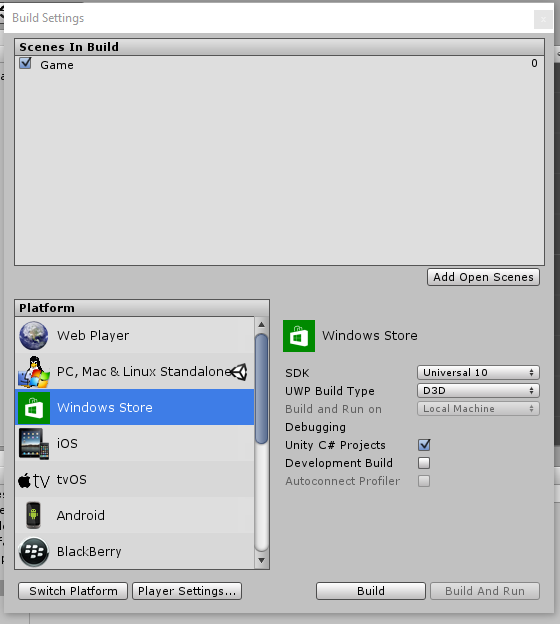 Build Settings
Scenes In Build
Game 0
Add Open Scenes
Platform
Web Player
PC, Mac & Linux Standalone
Windows Store
iOS
tvOS
Android
BlackBerry
Windows Store
SDK Universal 10
UWP Build Type D3D
Build and Run on Local Machine
Debugging
Unity C# Projects
Development Build
Autoconnect Profiler
Switch Platform Player Settings... Build Build And Run